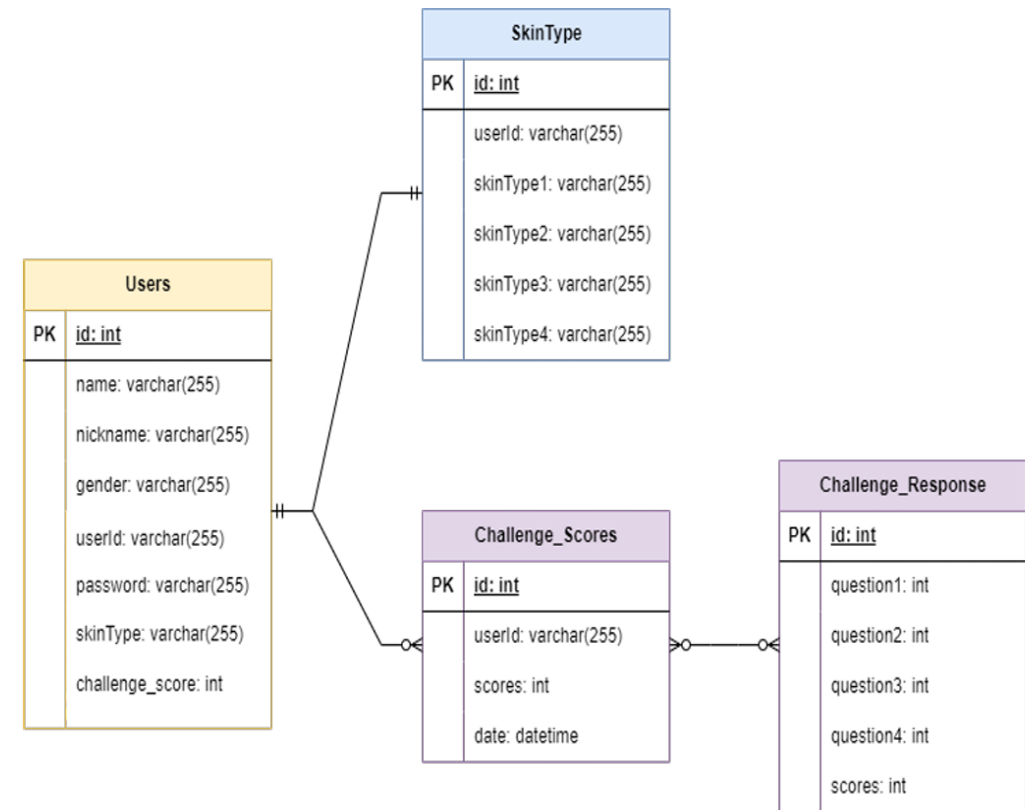 SkinType
PK id: int
userId: varchar(255)
skinType1: varchar(255)
skinType2: varchar(255)
skinType3: varchar(255)
skinType4: varchar(255)
Users
PK id: int
name: varchar(255)
nickname: varchar(255)
gender: varchar(255)
userId: varchar(255)
password: varchar(255)
skinType: varchar(255)
challenge_score: int
Challenge_Scores
PK id: int
userId: varchar(255)
scores: int
date: datetime
Challenge_Response
PK id: int
question1: int
question2: int
question3: int
question4: int
scores: int